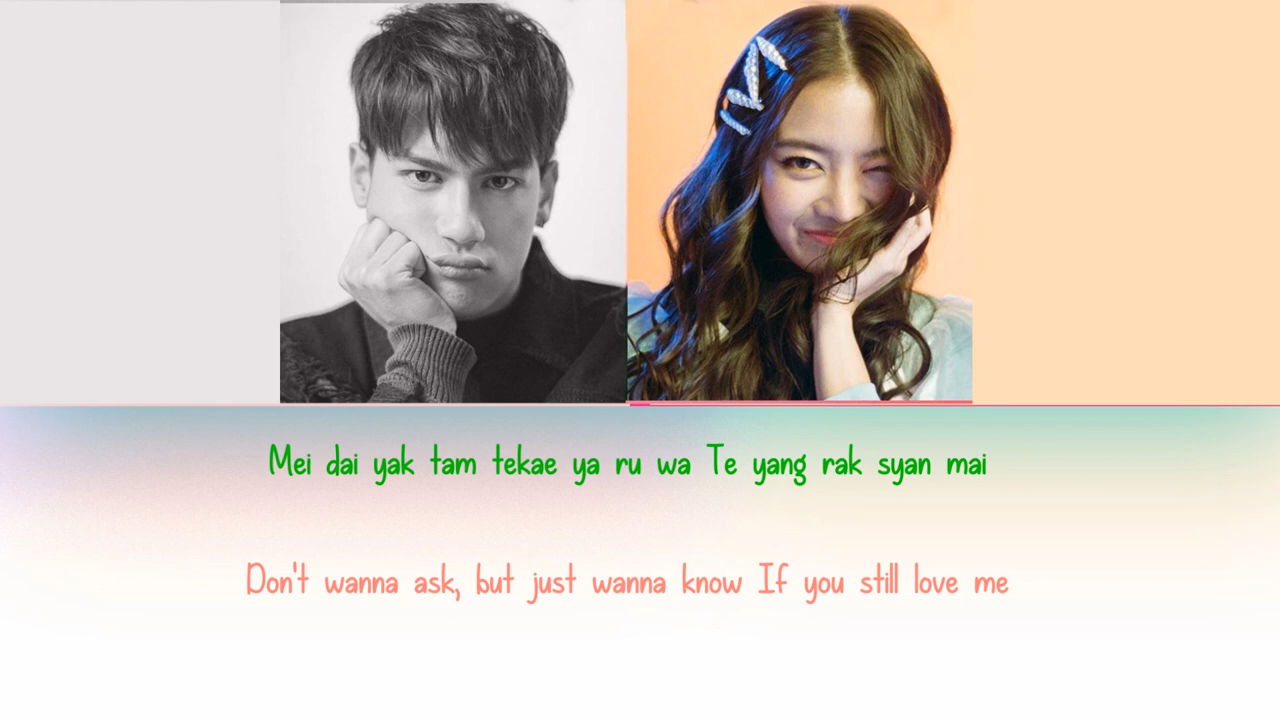 Mei dai yak tam tekae ya ru wa Te yang rak syan mai
Don't wanna ask, but just wanna know If you still love me